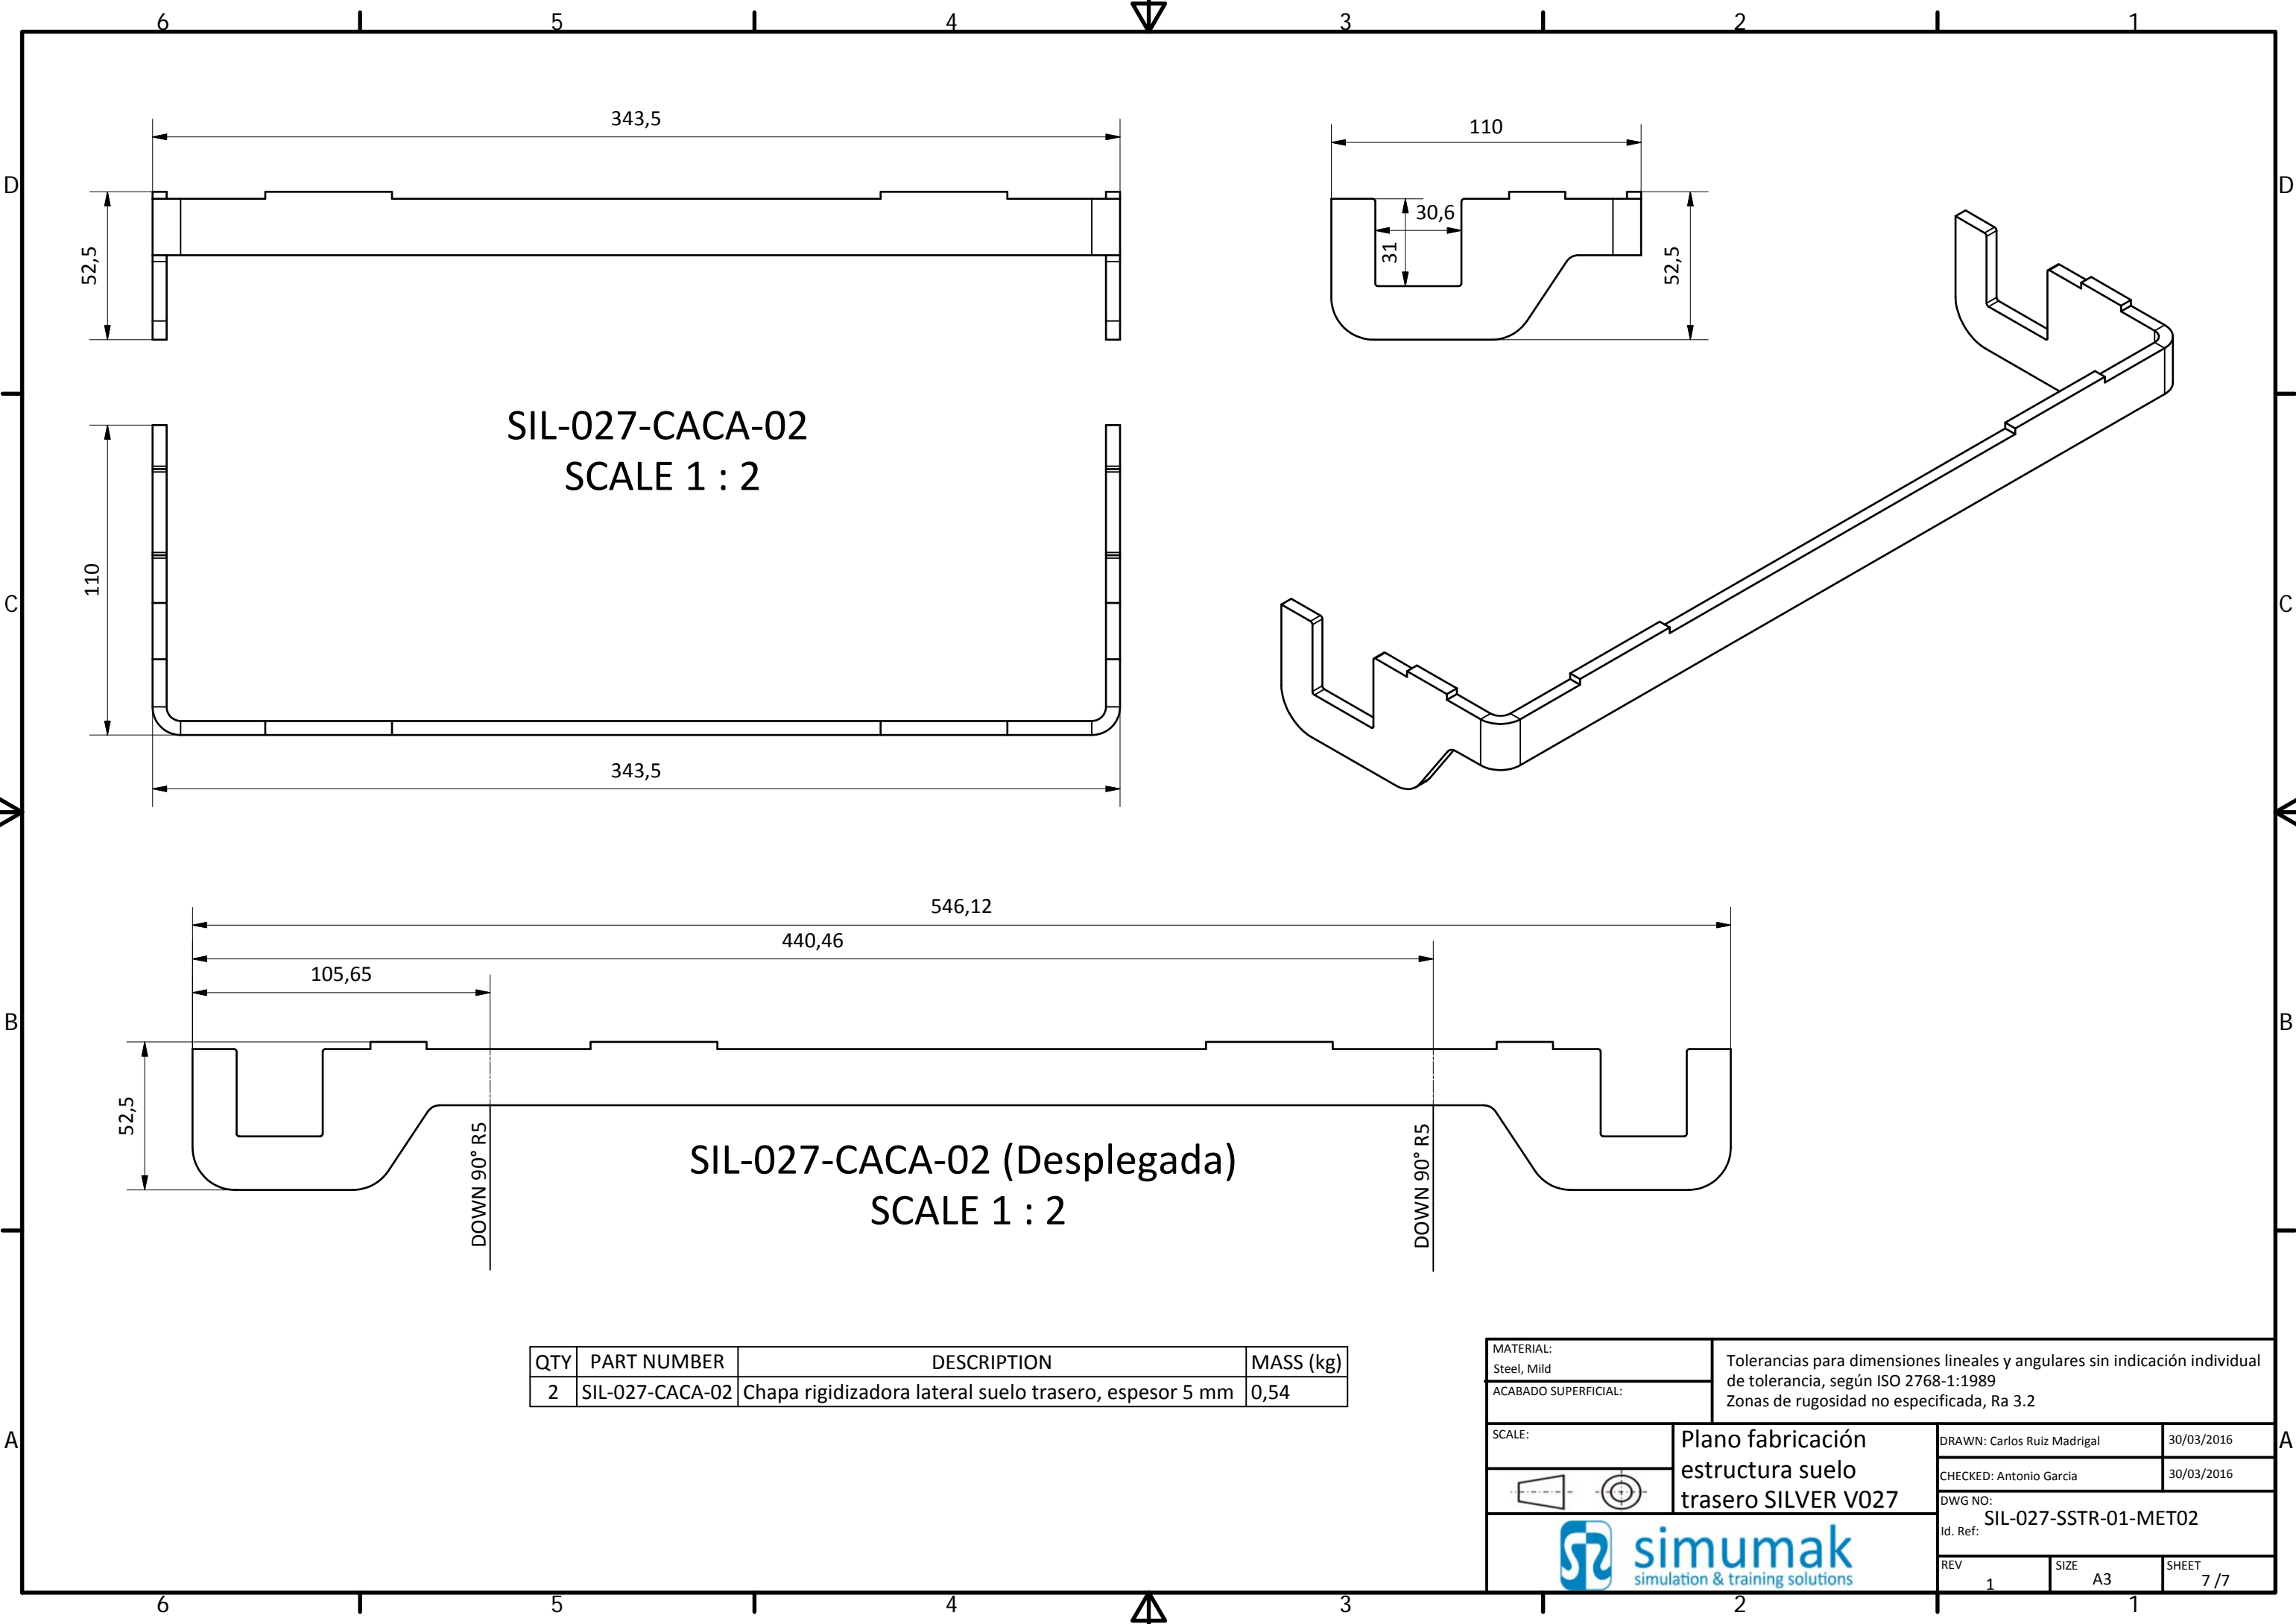 6 5 4 3 2 1
D D
343,5
110
52,5
30,6
31
52,5
SIL-027-CACA-02
SCALE 1 : 2
110
C C
343,5
546,12
440,46
105,65
B B
52,5
DOWN 90° R5
DOWN 90° R5
SIL-027-CACA-02 (Desplegada)
SCALE 1 : 2
QTY PART NUMBER DESCRIPTION MASS (kg)
2 SIL-027-CACA-02 Chapa rigidizadora lateral suelo trasero, espesor 5 mm 0,54
A A
MATERIAL:
Steel, Mild
ACABADO SUPERFICIAL:
Tolerancias para dimensiones lineales y angulares sin indicación individual
de tolerancia, según ISO 2768-1:1989
Zonas de rugosidad no especificada, Ra 3.2
SCALE:
Plano fabricación
estructura suelo
trasero SILVER V027
DRAWN: Carlos Ruiz Madrigal 30/03/2016
CHECKED: Antonio Garcia 30/03/2016
DWG NO:
SIL-027-SSTR-01-MET02
Id. Ref:
simumak
simulation & training solutions
REV
1
SIZE
A3
SHEET
7 /7
6 5 4 3 2 1